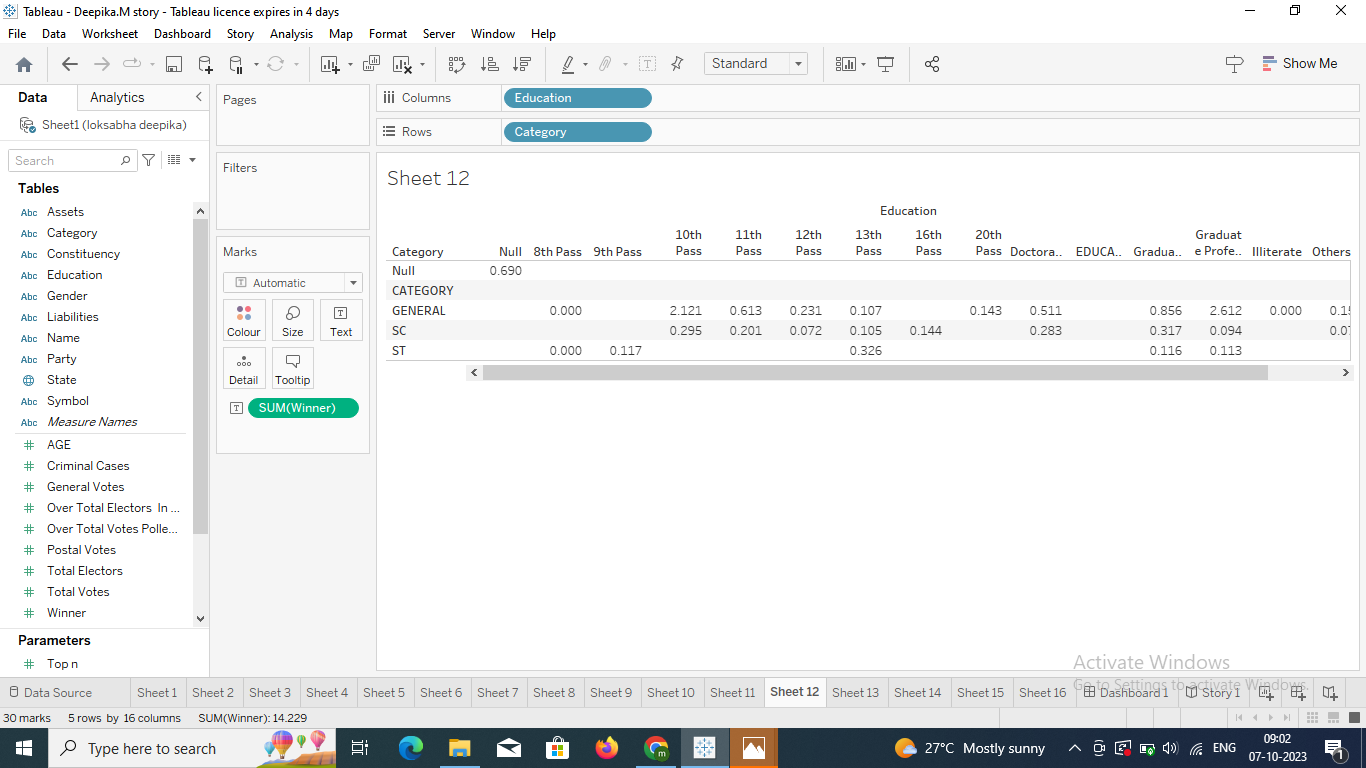 Tableau - Deepika.M story - Tableau licence expires in 4 days
File Data Worksheet Dashboard Story Analysis Map Format Server Window Help
Standard
Show Me
Data Analytics
Sheet1 (loksabha deepika)
Search
Tables
Abc Assets
Abc Category
Abc Constituency
Abc Education
Abc Gender
Abc Liabilities
Abc Name
Abc Party
State
Abc Symbol
Abc Measure Names
# AGE
# Criminal Cases
# General Votes
# Over Total Electors In ...
# Over Total Votes Polle...
# Postal Votes
# Total Electors
# Total Votes
# Winner
Parameters
# Top n
Pages
Filters
Marks
T Automatic
Colour Size Text
Detail Tooltip
T SUM(Winner)
Columns Education
Rows Category
Sheet 12
Education
Category Null 8th Pass 9th Pass 10th Pass 11th Pass 12th Pass 13th Pass 16th Pass 20th Pass Doctora.. EDUCA.. Gradua.. Graduat e Profe.. Illiterate Others
Null 0.690
CATEGORY
GENERAL 0.000 2.121 0.613 0.231 0.107 0.143 0.511 0.856 2.612 0.000
SC 0.295 0.201 0.072 0.105 0.144 0.283 0.317 0.094
ST 0.000 0.117 0.326 0.116 0.113
Activate Windows
Go to Settings to activate Windows.
Data Source Sheet 1 Sheet 2 Sheet 3 Sheet 4 Sheet 5 Sheet 6 Sheet 7 Sheet 8 Sheet 9 Sheet 10 Sheet 11 Sheet 12 Sheet 13 Sheet 14 Sheet 15 Sheet 16 Dashboard 1 Story 1
30 marks 5 rows by 16 columns SUM(Winner): 14.229
Type here to search
27°C Mostly sunny
ENG
09:02
07-10-2023
1